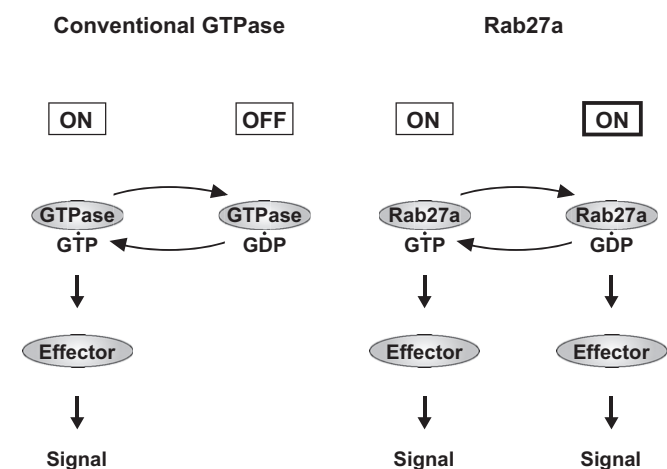 Conventional GTPase Rab27a
ON OFF ON ON
GTPase GTPase Rab27a Rab27a
GTP GDP GTP GDP
Effector Effector Effector
Signal Signal Signal